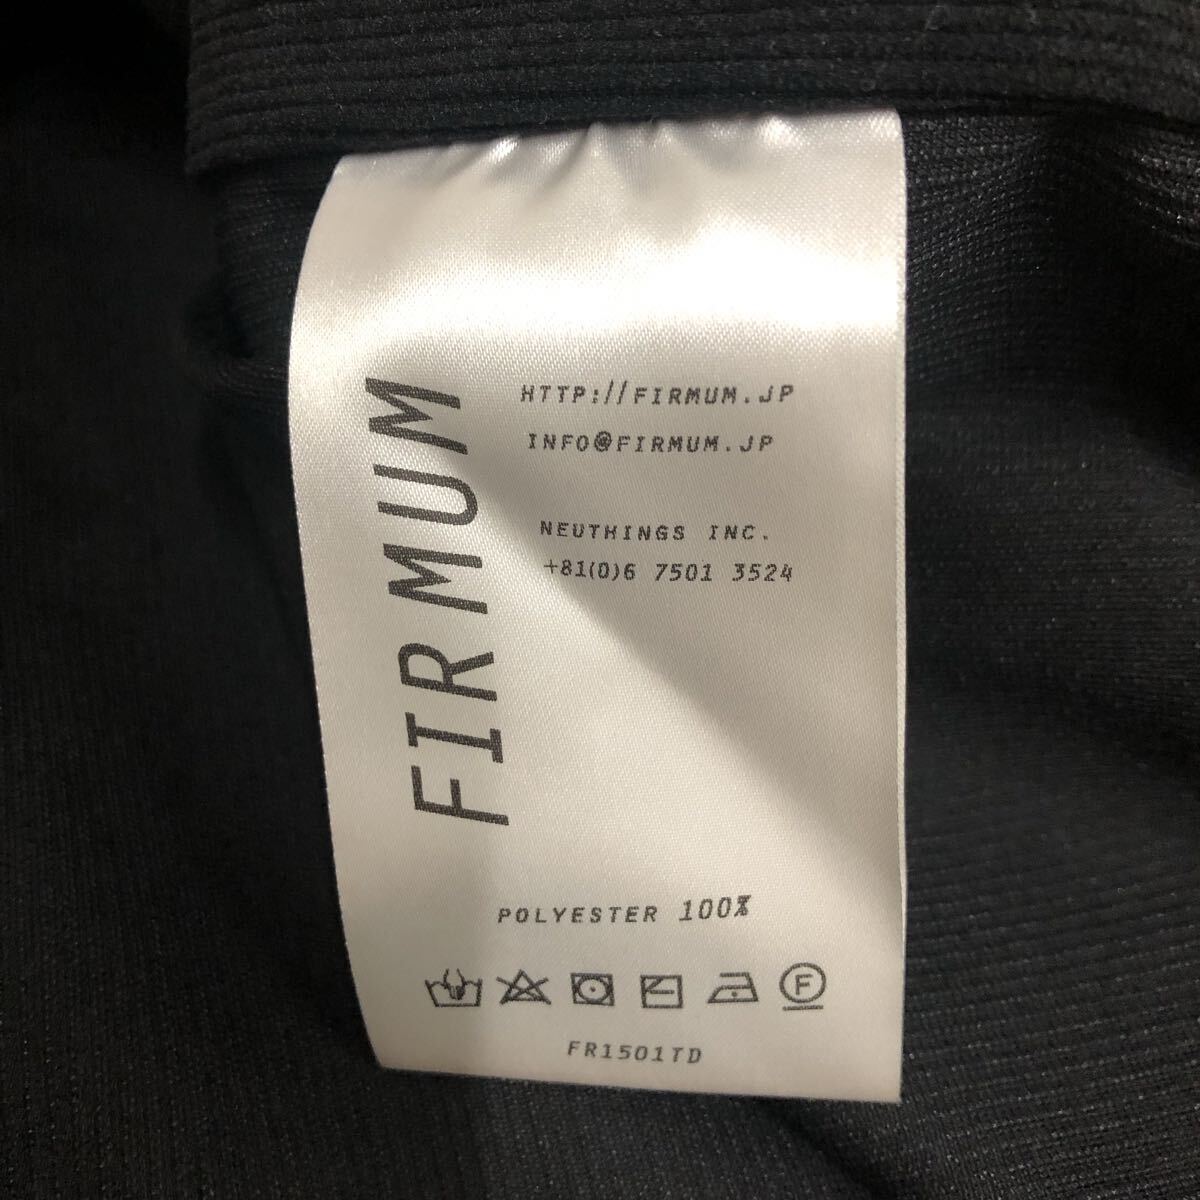 FIRMUM
HTTP://FIRMUM.JP
INFO@FIRMUM.JP
NEUTHINGS INC.
+81(0)6 7501 3524
POLYESTER 100%
F
FR1501TD